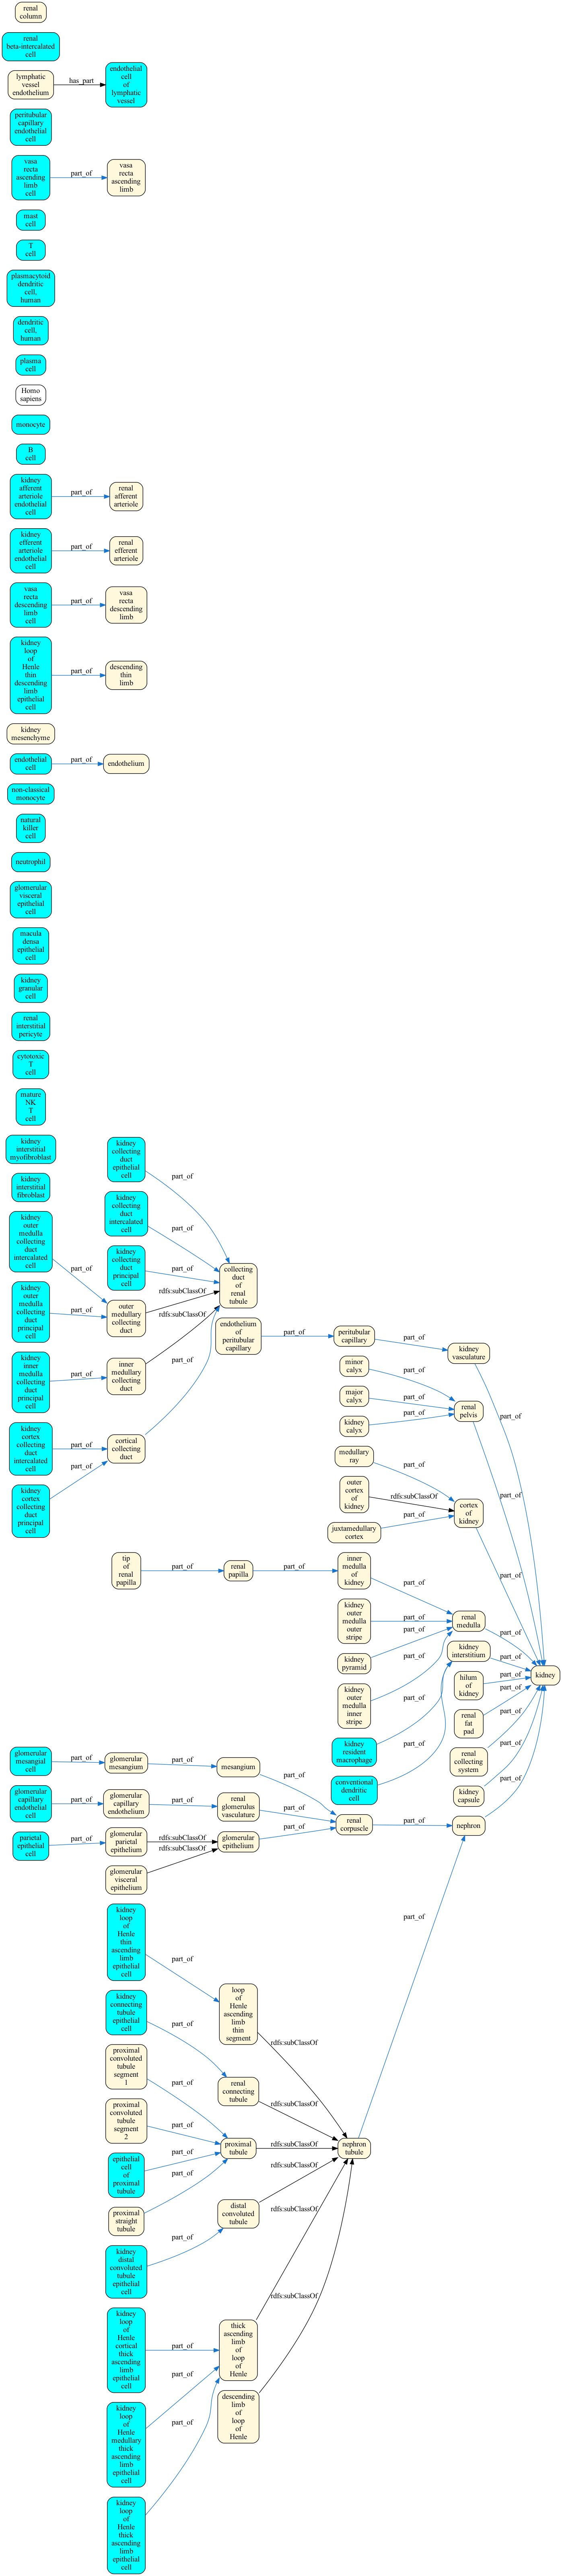 renal
column
renal
beta-intercalated
cell
lymphatic
vessel
endothelium
has_part
endothelial
cell
of
lymphatic
vessel
peritubular
capillary
endothelial
cell
vasa
recta
ascending
limb
cell
part_of
vasa
recta
ascending
limb
mast
cell
T
cell
plasmacytoid
dendritic
cell,
human
dendritic
cell,
human
plasma
cell
Homo
sapiens
monocyte
B
cell
kidney
afferent
arteriole
endothelial
cell
part_of
renal
afferent
arteriole
kidney
efferent
arteriole
endothelial
cell
part_of
renal
efferent
arteriole
vasa
recta
descending
limb
cell
part_of
vasa
recta
descending
limb
kidney
loop
of
Henle
thin
descending
limb
epithelial
cell
part_of
descending
thin
limb
kidney
mesenchyme
endothelial
cell
part_of
endothelium
non-classical
monocyte
natural
killer
cell
neutrophil
glomerular
visceral
epithelial
cell
macula
densa
epithelial
cell
kidney
granular
cell
renal
interstitial
pericyte
cytotoxic
T
cell
mature
NK
T
cell
kidney
interstitial
myofibroblast
kidney
interstitial
fibroblast
kidney
outer
medulla
collecting
duct
intercalated
cell
part_of
kidney
outer
medulla
collecting
duct
principal
cell
part_of
kidney
inner
medulla
collecting
duct
principal
cell
part_of
kidney
cortex
collecting
duct
intercalated
cell
part_of
kidney
cortex
collecting
duct
principal
cell
part_of
kidney
collecting
duct
epithelial
cell
part_of
kidney
collecting
duct
intercalated
cell
part_of
kidney
collecting
duct
principal
cell
part_of
outer
medullary
collecting
duct
rdfs:subClassOf
inner
medullary
collecting
duct
rdfs:subClassOf
cortical
collecting
duct
part_of
collecting
duct
of
renal
tubule
endothelium
of
peritubular
capillary
part_of
peritubular
capillary
part_of
kidney
vasculature
part_of
minor
calyx
part_of
major
calyx
part_of
kidney
calyx
part_of
renal
pelvis
part_of
medullary
ray
part_of
outer
cortex
of
kidney
rdfs:subClassOf
juxtamedullary
cortex
part_of
cortex
of
kidney
part_of
tip
of
renal
papilla
part_of
renal
papilla
part_of
inner
medulla
of
kidney
part_of
kidney
outer
medulla
outer
stripe
part_of
kidney
pyramid
part_of
kidney
outer
medulla
inner
stripe
part_of
renal
medulla
part_of
kidney
resident
macrophage
part_of
conventional
dendritic
cell
part_of
kidney
interstitium
part_of
hilum
of
kidney
part_of
renal
fat
pad
part_of
renal
collecting
system
part_of
kidney
capsule
part_of
kidney
glomerular
mesangial
cell
part_of
glomerular
mesangium
part_of
mesangium
part_of
glomerular
capillary
endothelial
cell
part_of
glomerular
capillary
endothelium
part_of
renal
glomerulus
vasculature
part_of
parietal
epithelial
cell
part_of
glomerular
parietal
epithelium
rdfs:subClassOf
glomerular
visceral
epithelium
rdfs:subClassOf
glomerular
epithelium
part_of
renal
corpuscle
part_of
nephron
part_of
kidney
loop
of
Henle
thin
ascending
limb
epithelial
cell
part_of
loop
of
Henle
ascending
limb
thin
segment
rdfs:subClassOf
kidney
connecting
tubule
epithelial
cell
part_of
renal
connecting
tubule
rdfs:subClassOf
proximal
convoluted
tubule
segment
1
part_of
proximal
convoluted
tubule
segment
2
part_of
epithelial
cell
of
proximal
tubule
part_of
proximal
straight
tubule
part_of
proximal
tubule
rdfs:subClassOf
nephron
tubule
part_of
kidney
distal
convoluted
tubule
epithelial
cell
part_of
distal
convoluted
tubule
rdfs:subClassOf
kidney
loop
of
Henle
cortical
thick
ascending
limb
epithelial
cell
part_of
kidney
loop
of
Henle
medullary
thick
ascending
limb
epithelial
cell
part_of
kidney
loop
of
Henle
thick
ascending
limb
epithelial
cell
part_of
thick
ascending
limb
of
loop
of
Henle
rdfs:subClassOf
descending
limb
of
loop
of
Henle
rdfs:subClassOf